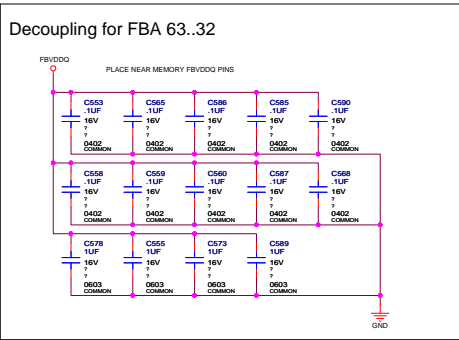 Decoupling for FBA 63..32
FBVDDQ
PLACE NEAR MEMORY FBVDDQ PINS
C553 C565 C586 C585 C590
.1UF .1UF .1UF .1UF .1UF
16V 16V 16V 16V 16V
? ? ? ? ?
? ? ? ? ?
0402 0402 0402 0402 0402
COMMON COMMON COMMON COMMON COMMON
C558 C559 C560 C587 C568
.1UF .1UF .1UF .1UF .1UF
16V 16V 16V 16V 16V
? ? ? ? ?
? ? ? ? ?
0402 0402 0402 0402 0402
COMMON COMMON COMMON COMMON COMMON
C578 C555 C573 C589
1UF 1UF 1UF 1UF
16V 16V 16V 16V
? ? ? ?
? ? ? ?
0603 0603 0603 0603
COMMON COMMON COMMON COMMON
GND